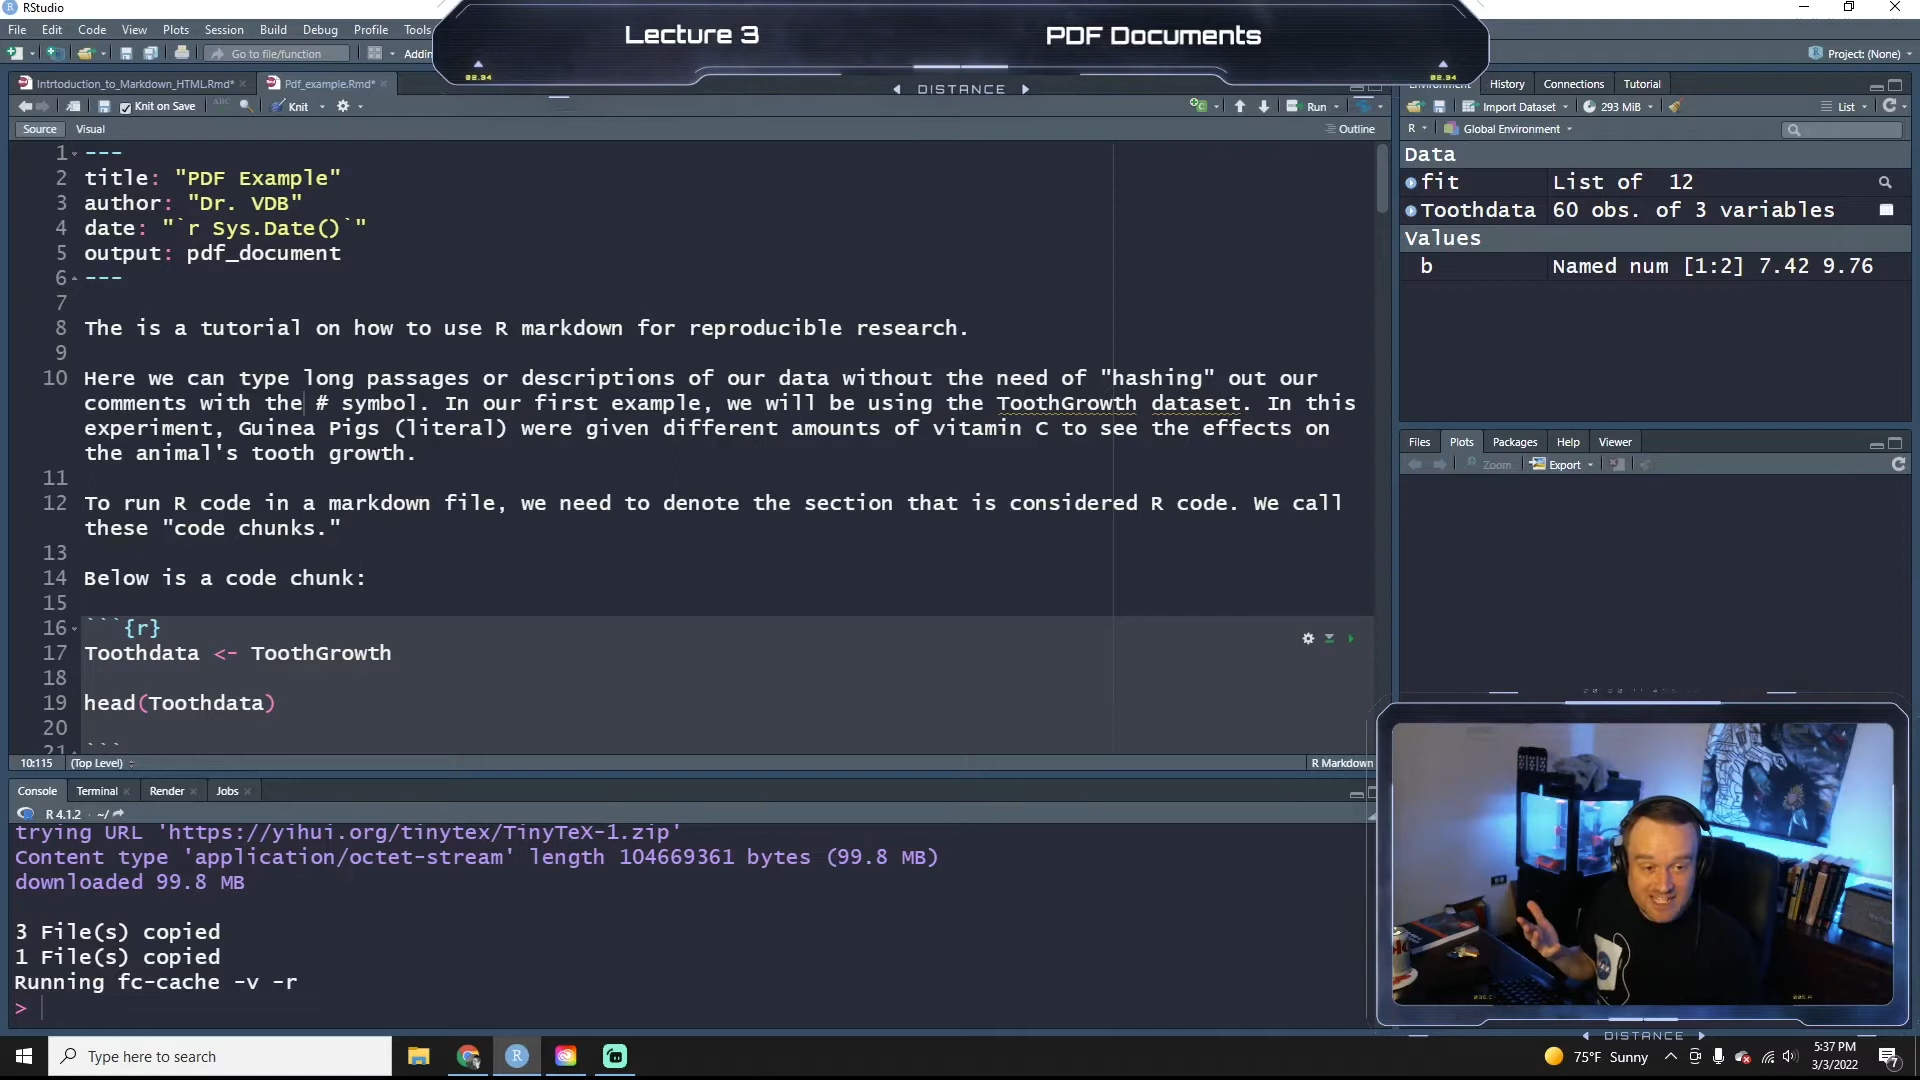 RStudio
File Edit Code View Plots Session Build Debug Profile Tools
Lecture 3 PDF Documents
Go to file/function Addin
Project: (None)
02.34 02.34
DISTANCE
Intrtoduction_to_Markdown_HTML.Rmd* Pdf_example.Rmd*
Knit on Save ABC Knit Run
Source Visual Outline
1 ---
2 title: "PDF Example"
3 author: "Dr. VDB"
4 date: "`r Sys.Date()`"
5 output: pdf_document
6 ---
7
8 The is a tutorial on how to use R markdown for reproducible research.
9
10 Here we can type long passages or descriptions of our data without the need of "hashing" out our
comments with the # symbol. In our first example, we will be using the ToothGrowth dataset. In this
experiment, Guinea Pigs (literal) were given different amounts of vitamin C to see the effects on
the animal's tooth growth.
11
12 To run R code in a markdown file, we need to denote the section that is considered R code. We call
these "code chunks."
13
14 Below is a code chunk:
15
16 ```{r}
17 Toothdata <- ToothGrowth
18
19 head(Toothdata)
20
21 ```
10:115 (Top Level) R Markdown
Console Terminal Render Jobs
R 4.1.2 · ~/
trying URL 'https://yihui.org/tinytex/TinyTeX-1.zip'
Content type 'application/octet-stream' length 104669361 bytes (99.8 MB)
downloaded 99.8 MB
3 File(s) copied
1 File(s) copied
Running fc-cache -v -r
>
Environment History Connections Tutorial
Import Dataset 293 MiB List
R Global Environment
Data
fit List of 12
Toothdata 60 obs. of 3 variables
Values
b Named num [1:2] 7.42 9.76
Files Plots Packages Help Viewer
Zoom Export
DISTANCE
Type here to search
75°F Sunny
5:37 PM
3/3/2022
7